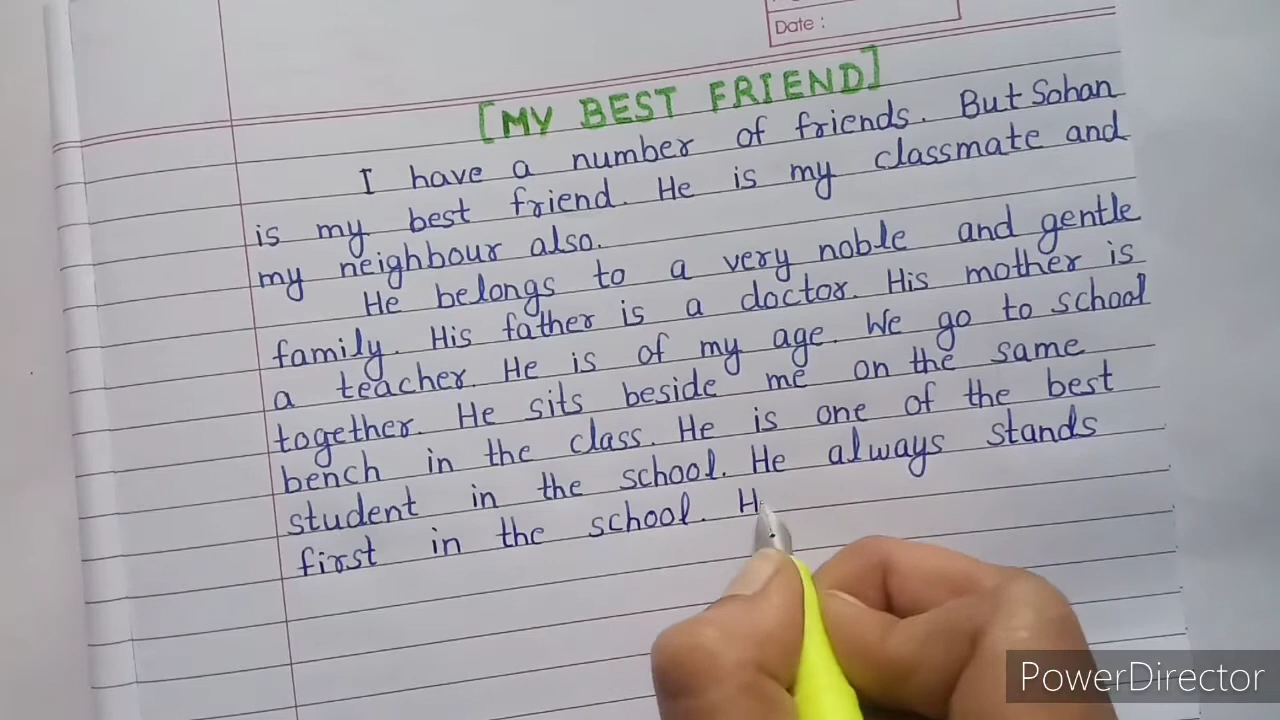 Date :
[MY BEST FRIEND]
I have a number of friends. But Sohan
is my best friend. He is my classmate and
my neighbour also.
He belongs to a very noble and gentle
family. His father is a doctor. His mother is
a teacher. He is of my age. We go to school
together. He sits beside me on the same
bench in the class. He is one of the best
student in the school. He always stands
first in the school. H
PowerDirector